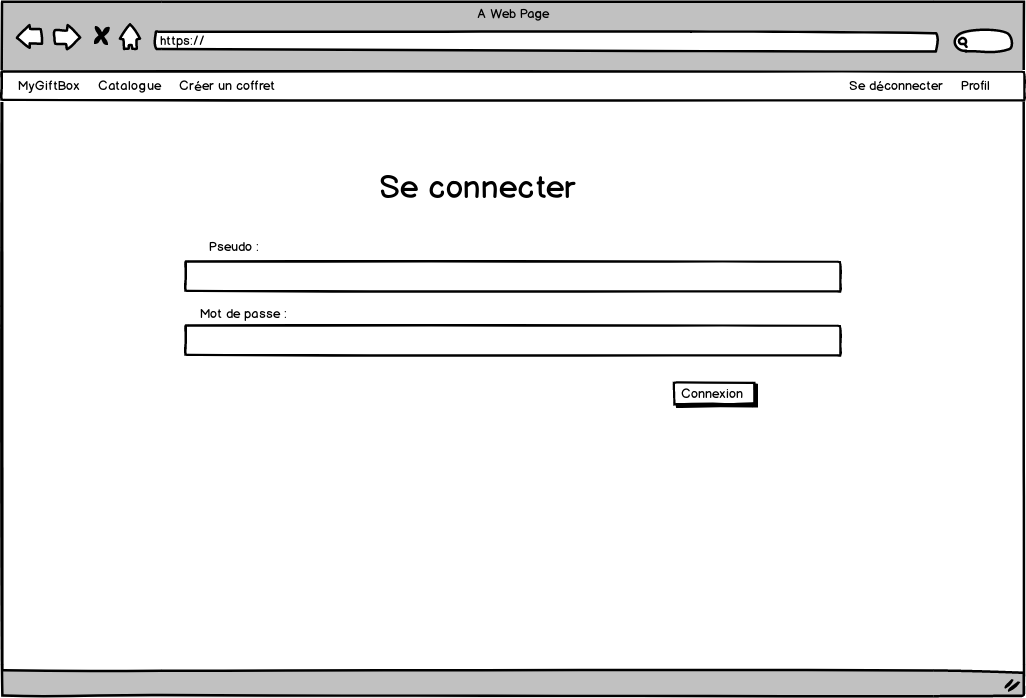 A Web Page
https://
MyGiftBox Catalogue Créer un coffret Se déconnecter Profil
Se connecter
Pseudo :
Mot de passe :
Connexion